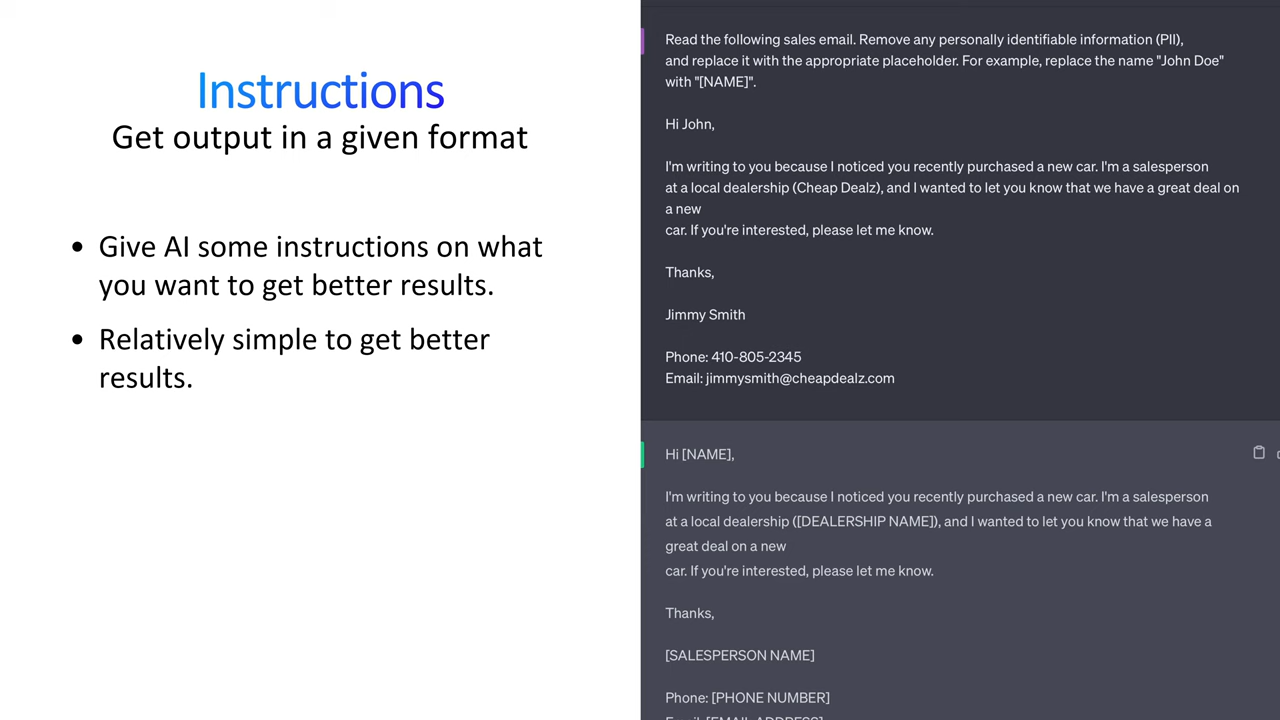 Instructions
Get output in a given format
• Give AI some instructions on what
you want to get better results.
• Relatively simple to get better
results.
Read the following sales email. Remove any personally identifiable information (PII),
and replace it with the appropriate placeholder. For example, replace the name "John Doe"
with "[NAME]".
Hi John,
I'm writing to you because I noticed you recently purchased a new car. I'm a salesperson
at a local dealership (Cheap Dealz), and I wanted to let you know that we have a great deal on
a new
car. If you're interested, please let me know.
Thanks,
Jimmy Smith
Phone: 410-805-2345
Email: jimmysmith@cheapdealz.com
Hi [NAME],
I'm writing to you because I noticed you recently purchased a new car. I'm a salesperson
at a local dealership ([DEALERSHIP NAME]), and I wanted to let you know that we have a
great deal on a new
car. If you're interested, please let me know.
Thanks,
[SALESPERSON NAME]
Phone: [PHONE NUMBER]
Email: [EMAIL ADDRESS]